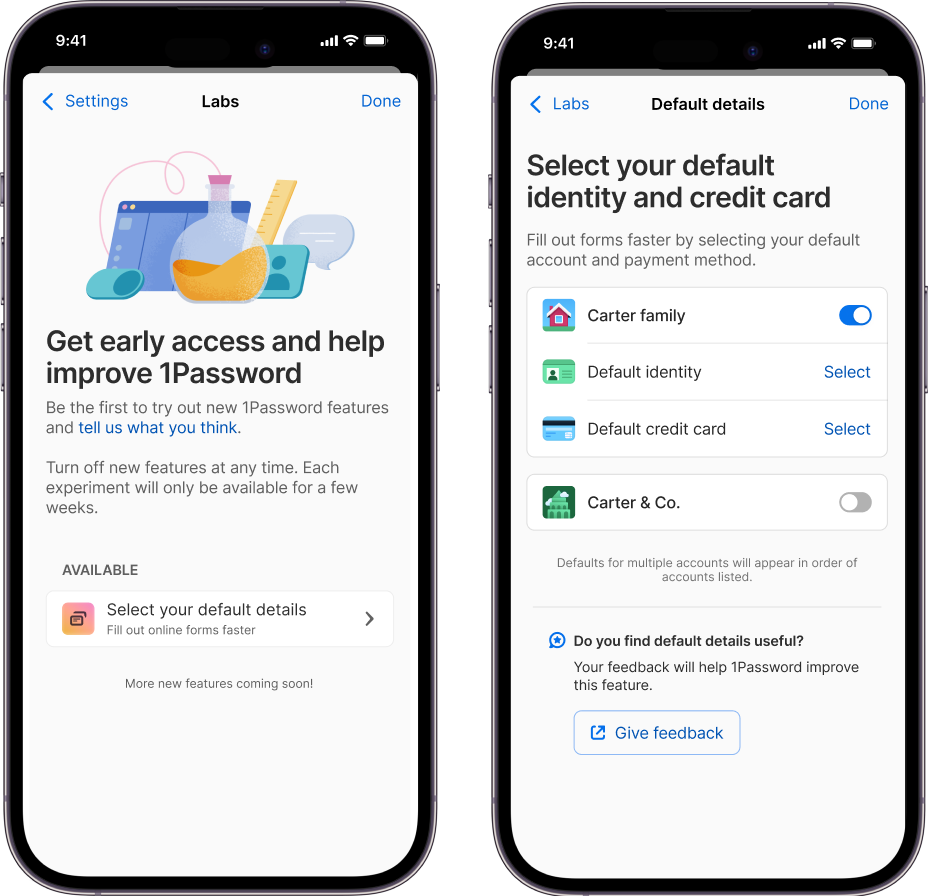 9:41
Settings
Labs
Done
Get early access and help
improve 1Password
Be the first to try out new 1Password features
and tell us what you think.
Turn off new features at any time. Each
experiment will only be available for a few
weeks.
AVAILABLE
Select your default details
Fill out online forms faster
More new features coming soon!
9:41
Labs
Default details
Done
Select your default
identity and credit card
Fill out forms faster by selecting your default
account and payment method.
Carter family
Default identity
Select
Default credit card
Select
Carter & Co.
Defaults for multiple accounts will appear in order of
accounts listed.
Do you find default details useful?
Your feedback will help 1Password improve
this feature.
Give feedback